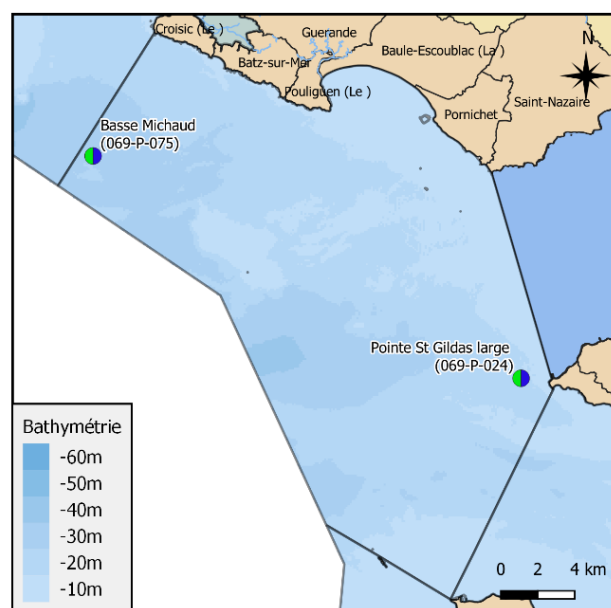 Croisic (Le )
Guerande
N
Batz-sur-Mer
Baule-Escoublac (La )
Pouliguen (Le )
Pornichet
Saint-Nazaire
Basse Michaud
(069-P-075)
Pointe St Gildas large
(069-P-024)
Bathymétrie
-60m
-50m
-40m
-30m
-20m
-10m
0 2 4 km